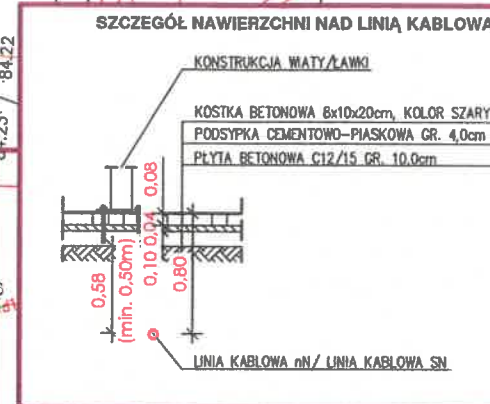 SZCZEGÓŁ NAWIERZCHNI NAD LINIĄ KABLOWĄ
84.22
KONSTRUKCJA WIATY/ŁAWKI
KOSTKA BETONOWA 8x10x20cm, KOLOR SZARY
PODSYPKA CEMENTOWO-PIASKOWA GR. 4,0cm
PŁYTA BETONOWA C12/15 GR. 10,0cm
0,08
0,04
0,10
0,58
(min. 0,50m)
0,80
LINIA KABLOWA nN/ LINIA KABLOWA SN